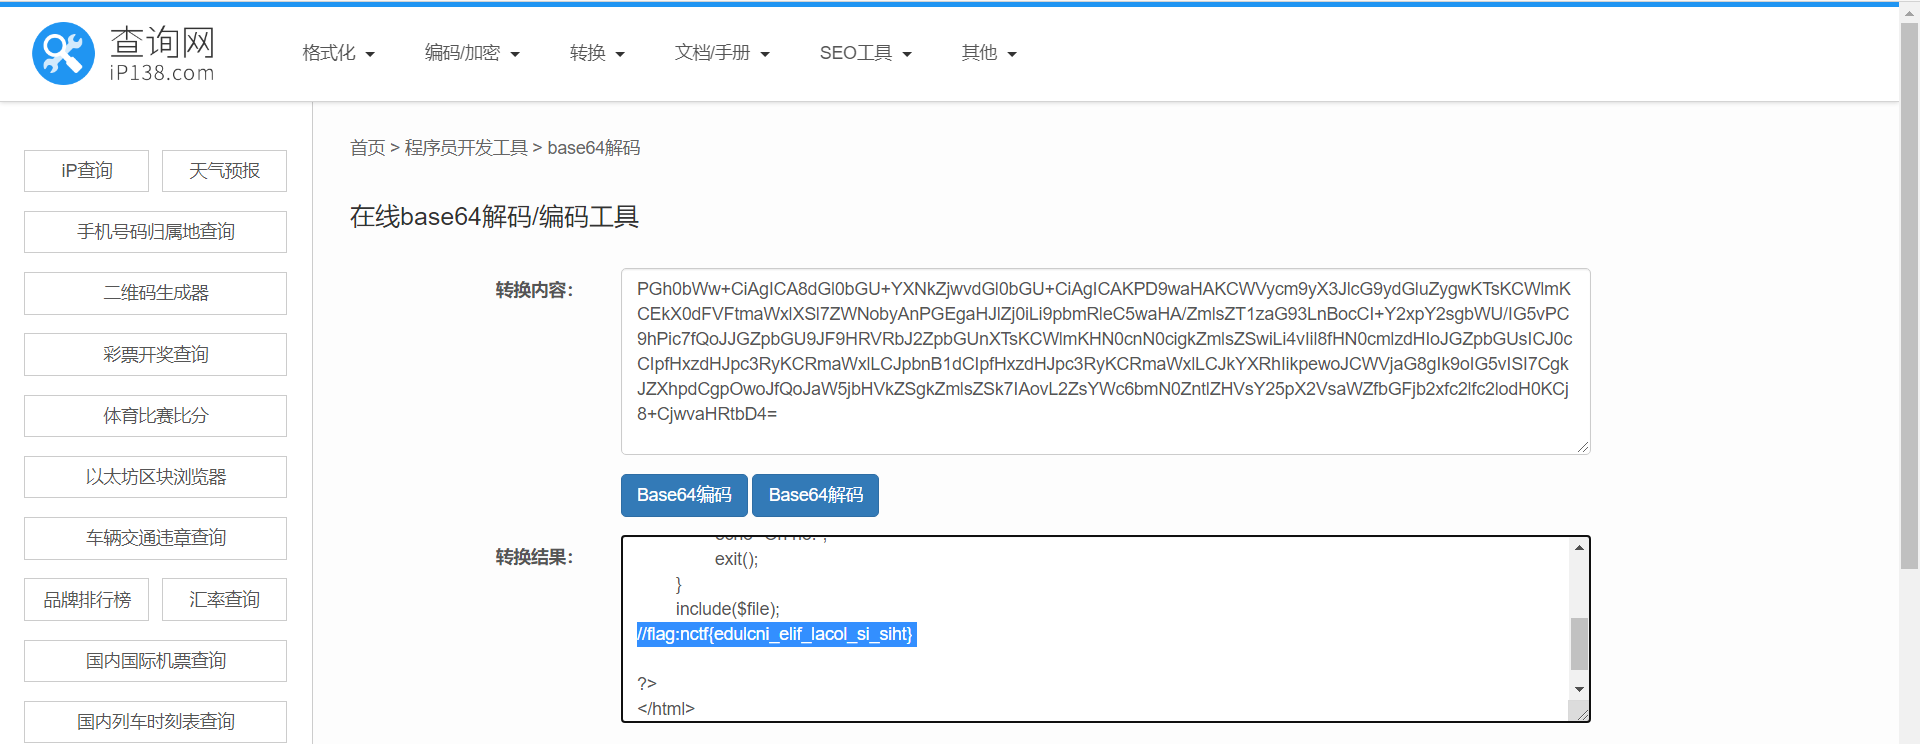 查询网
iP138.com
格式化
编码/加密
转换
文档/手册
SEO工具
其他
iP查询
天气预报
手机号码归属地查询
二维码生成器
彩票开奖查询
体育比赛比分
以太坊区块浏览器
车辆交通违章查询
品牌排行榜
汇率查询
国内国际机票查询
国内列车时刻表查询
首页 > 程序员开发工具 > base64解码
在线base64解码/编码工具
转换内容：
PGh0bWw+CiAgICA8dGl0bGU+YXNkZjwvdGl0bGU+CiAgICAKPD9waHAKCWVycm9yX3JlcG9ydGluZygwKTsKCWlmK
CEkX0dFVFtmaWxlXSl7ZWNobyAnPGEgaHJlZj0iLi9pbmRleC5waHA/ZmlsZT1zaG93LnBocCI+Y2xpY2sgbWU/IG5vPC
9hPic7fQoJJGZpbGU9JF9HRVRbJ2ZpbGUnXTsKCWlmKHN0cnN0cigkZmlsZSwiLi4vIil8fHN0cmlzdHIoJGZpbGUsICJ0c
CIpfHxzdHJpc3RyKCRmaWxlLCJpbnB1dCIpfHxzdHJpc3RyKCRmaWxlLCJkYXRhIikpewoJCWVjaG8gIk9oIG5vISI7Cgk
JZXhpdCgpOwoJfQoJaW5jbHVkZSgkZmlsZSk7IAovL2ZsYWc6bmN0ZntlZHVsY25pX2VsaWZfbGFjb2xfc2lfc2lodH0KCj
8+CjwvaHRtbD4=
Base64编码
Base64解码
转换结果：
exit();
}
include($file);
//flag:nctf{edulcni_elif_lacol_si_siht}
?>
</html>